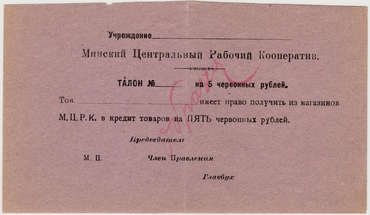 Учреждение
Минский Центральный Рабочий Кооператив.
ТАЛОН № на 5 червонных рублей.
Тов. имеет право получить из магазинов
М.Ц.Р.К. в кредит товаров на ПЯТЬ червонных рублей.
Председатель
М. П. Член Правления
Главбух